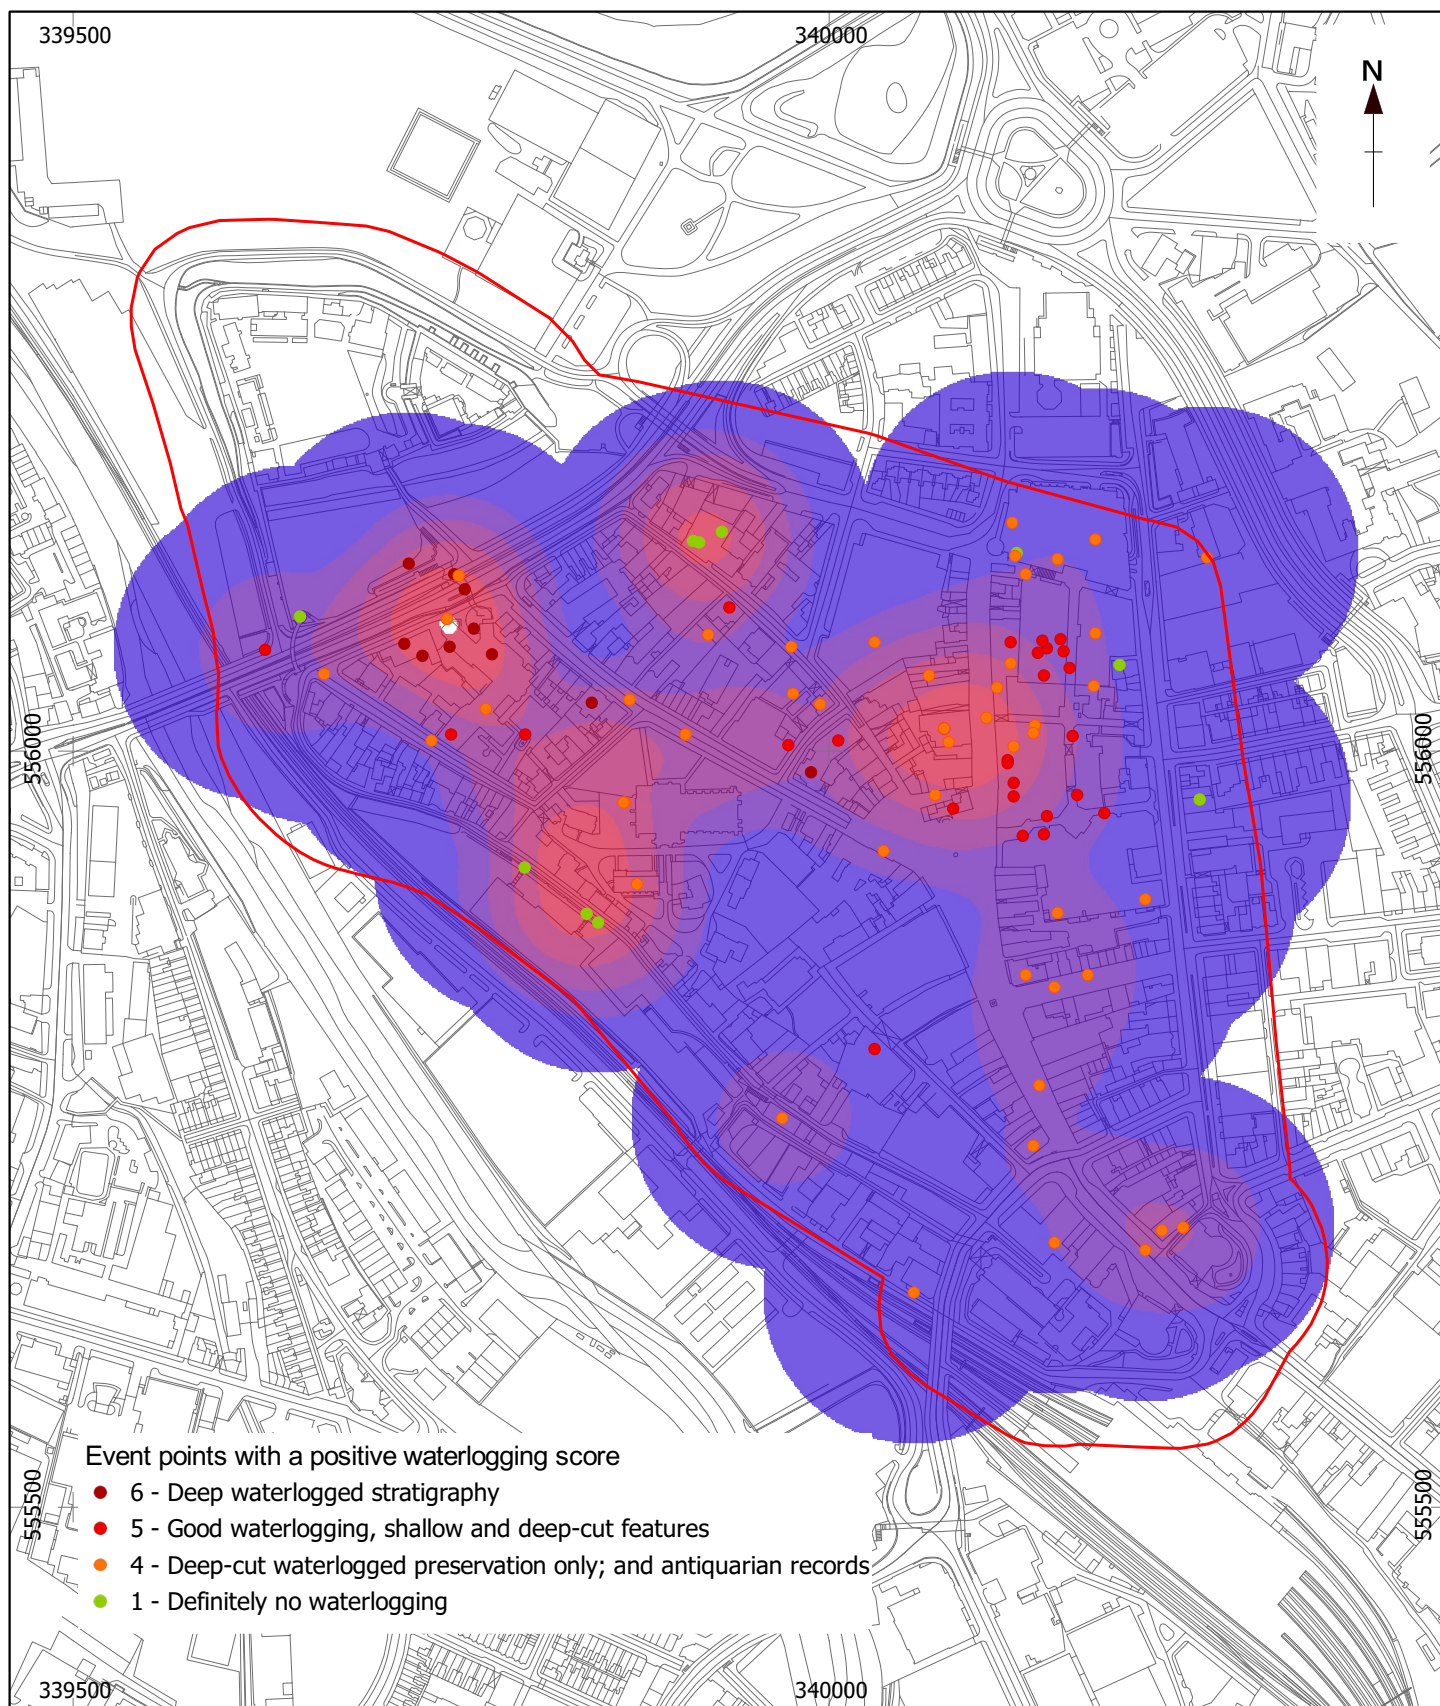 339500
340000
N
556000
556000
Event points with a positive waterlogging score
6 - Deep waterlogged stratigraphy
5 - Good waterlogging, shallow and deep-cut features
4 - Deep-cut waterlogged preservation only; and antiquarian records
1 - Definitely no waterlogging
555500
555500
339500
340000